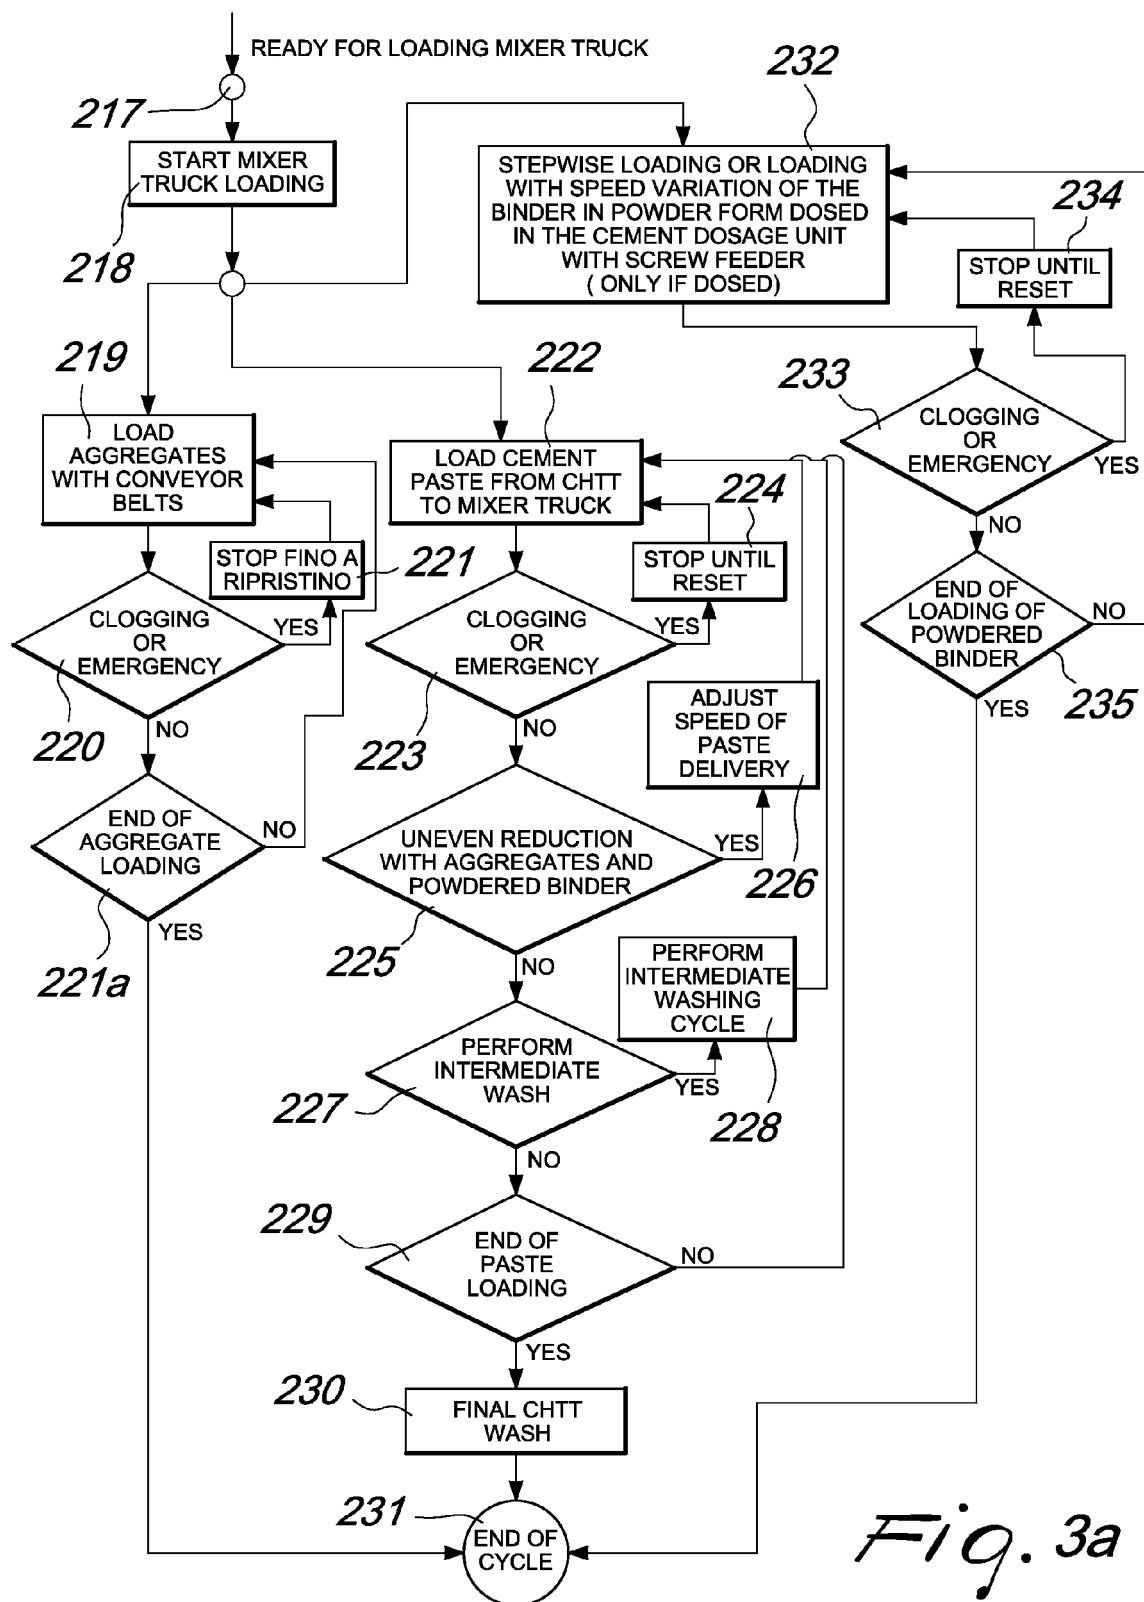 READY FOR LOADING MIXER TRUCK
217
START MIXER
TRUCK LOADING
218
232
STEPWISE LOADING OR LOADING
WITH SPEED VARIATION OF THE
BINDER IN POWDER FORM DOSED
IN THE CEMENT DOSAGE UNIT
WITH SCREW FEEDER
( ONLY IF DOSED)
234
STOP UNTIL
RESET
233
CLOGGING
OR
EMERGENCY
YES
NO
END OF
LOADING OF
POWDERED
BINDER
NO
YES
235
219
LOAD
AGGREGATES
WITH CONVEYOR
BELTS
STOP FINO A
RIPRISTINO
221
CLOGGING
OR
EMERGENCY
YES
220
NO
END OF
AGGREGATE
LOADING
NO
YES
221a
222
LOAD CEMENT
PASTE FROM CHTT
TO MIXER TRUCK
224
STOP UNTIL
RESET
CLOGGING
OR
EMERGENCY
YES
223
NO
ADJUST
SPEED OF
PASTE
DELIVERY
226
UNEVEN REDUCTION
WITH AGGREGATES AND
POWDERED BINDER
YES
225
NO
PERFORM
INTERMEDIATE
WASHING
CYCLE
228
PERFORM
INTERMEDIATE
WASH
YES
227
NO
229
END OF
PASTE
LOADING
NO
YES
230
FINAL CHTT
WASH
231
END OF
CYCLE
Fig. 3a